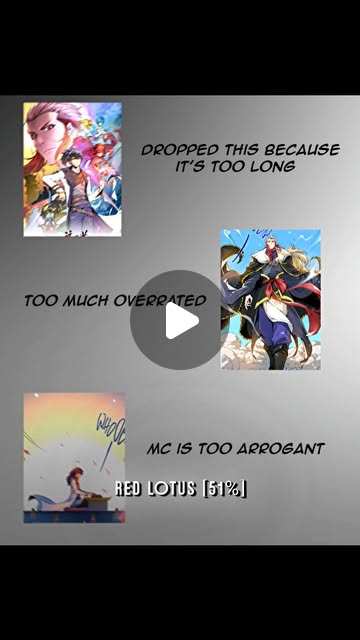 DROPPED THIS BECAUSE
IT'S TOO LONG
TOO MUCH OVERRATED
MC IS TOO ARROGANT
RED LOTUS [51%]